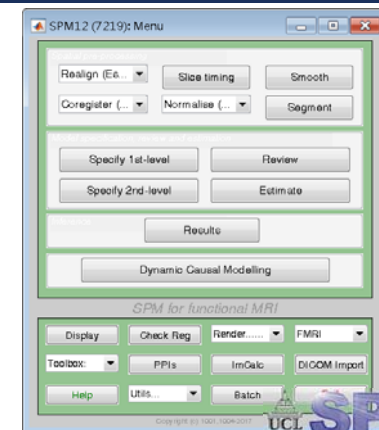 SPM12 (7219): Menu
Realign (Es... Slice timing Smooth
Coregister (... Normalise (... Segment
Specify 1st-level Review
Specify 2nd-level Estimate
Results
Dynamic Causal Modelling
SPM for functional MRI
Display Check Reg Render...... FMRI
Toolbox: PPIs ImCalc DICOM Import
Help Utils... Batch
UCL SP